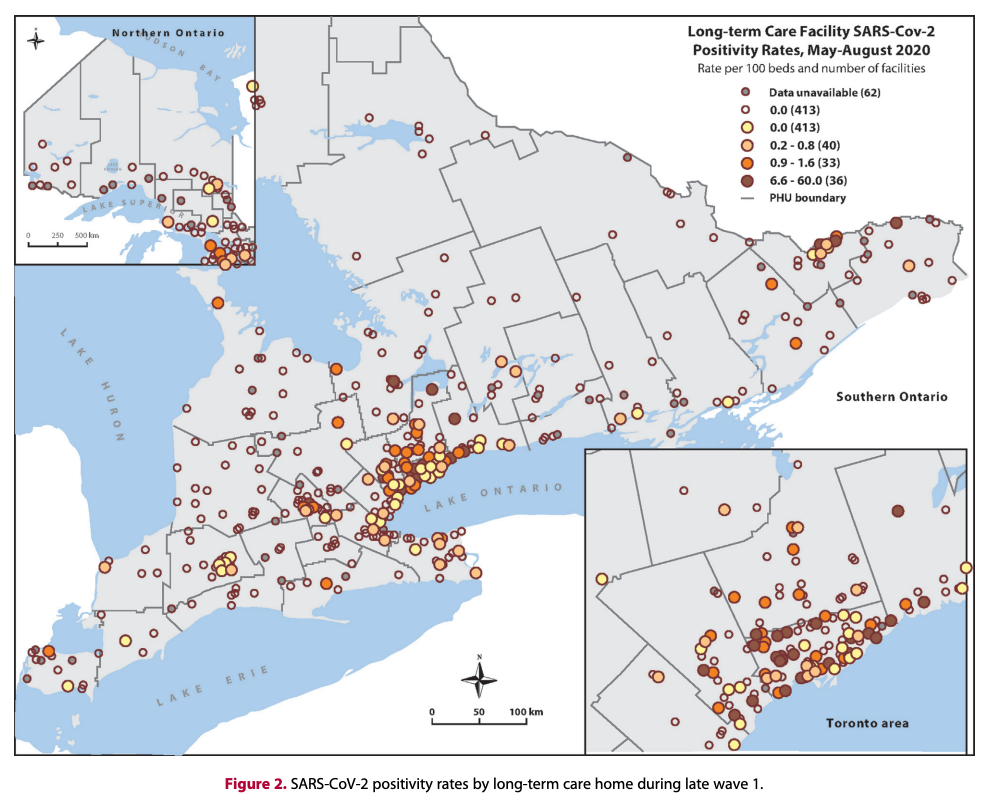 Northern Ontario
HUDSON BAY
N
LAKE SUPERIOR
0 250 500 km
Long-term Care Facility SARS-Cov-2
Positivity Rates, May-August 2020
Rate per 100 beds and number of facilities
Data unavailable (62)
0.0 (413)
0.0 (413)
0.2 - 0.8 (40)
0.9 - 1.6 (33)
6.6 - 60.0 (36)
PHU boundary
LAKE HURON
Southern Ontario
LAKE ONTARIO
LAKE ERIE
N
0 50 100 km
Toronto area
Figure 2. SARS-CoV-2 positivity rates by long-term care home during late wave 1.